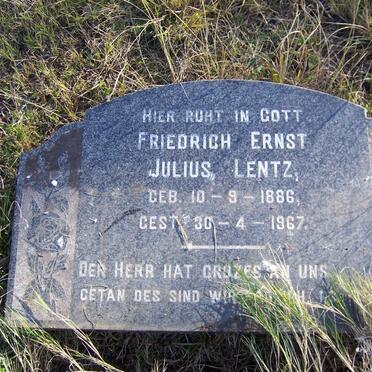 HIER RUHT IN GOTT
FRIEDRICH ERNST
JULIUS, LENTZ,
GEB. 10-9-1886,
GEST. 30-4-1967.
DER HERR HAT GROZES AN UNS
GETAN DES SIND WIR